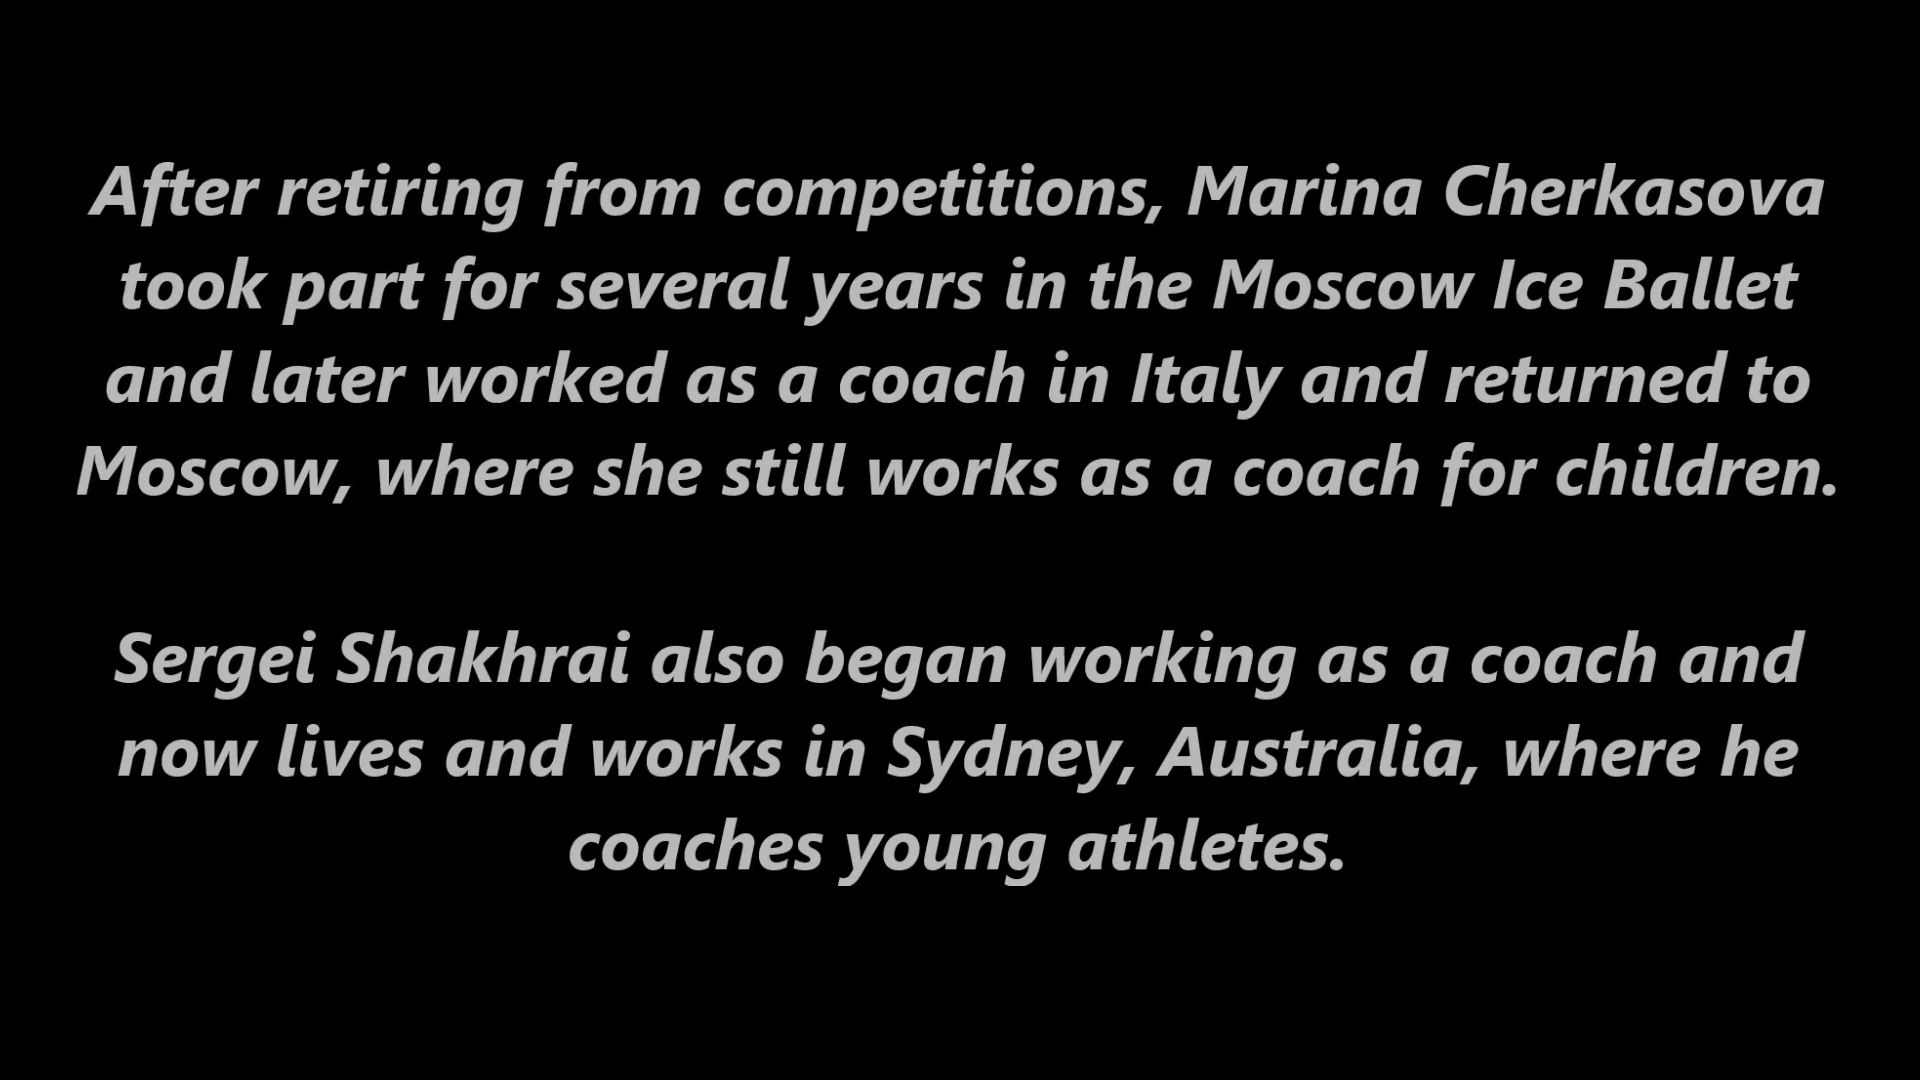 After retiring from competitions, Marina Cherkasova
took part for several years in the Moscow Ice Ballet
and later worked as a coach in Italy and returned to
Moscow, where she still works as a coach for children.
Sergei Shakhrai also began working as a coach and
now lives and works in Sydney, Australia, where he
coaches young athletes.